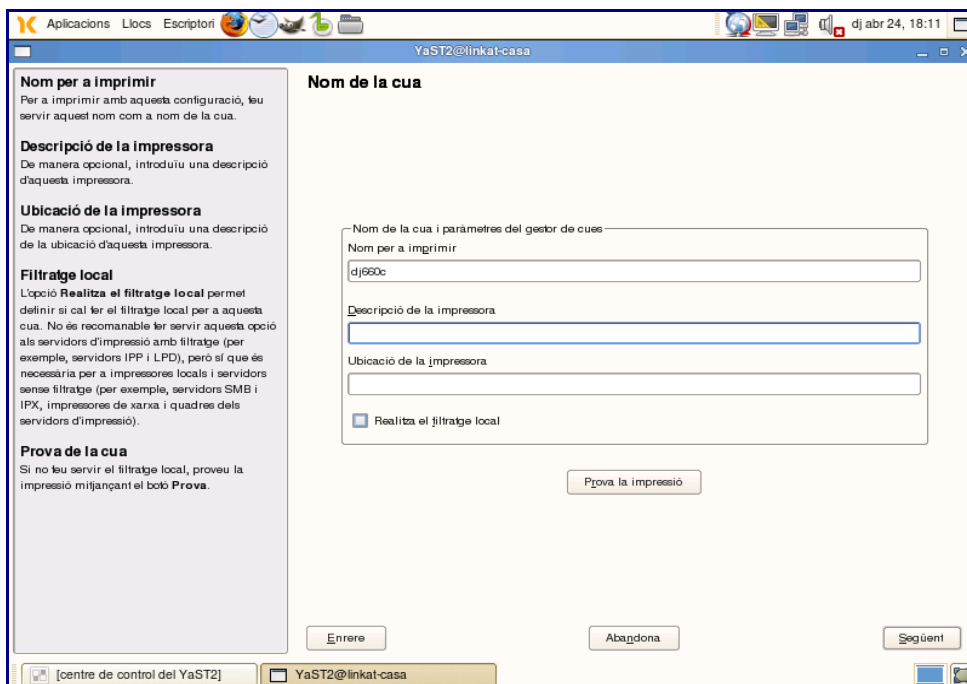 Aplicacions Llocs Escriptori
dj abr 24, 18:11
YaST2@linkat-casa
Nom per a imprimir
Per a imprimir amb aquesta configuració, feu
servir aquest nom com a nom de la cua.
Descripció de la impressora
De manera opcional, introduïu una descripció
d'aquesta impressora.
Ubicació de la impressora
De manera opcional, introduïu una descripció
de la ubicació d'aquesta impressora.
Filtratge local
L'opció Realitza el filtratge local permet
definir si cal fer el filtratge local per a aquesta
cua. No és recomanable fer servir aquesta opció
als servidors d'impressió amb filtratge (per
exemple, servidors IPP i LPD), però sí que és
necessària per a impressores locals i servidors
sense filtratge (per exemple, servidors SMB i
IPX, impressores de xarxa i quadres dels
servidors d'impressió).
Prova de la cua
Si no feu servir el filtratge local, proveu la
impressió mitjançant el botó Prova.
Nom de la cua
Nom de la cua i paràmetres del gestor de cues
Nom per a imprimir
dj660c
Descripció de la impressora
Ubicació de la impressora
Realitza el filtratge local
Prova la impressió
Enrere
Abandona
Següent
[centre de control del YaST2]
YaST2@linkat-casa